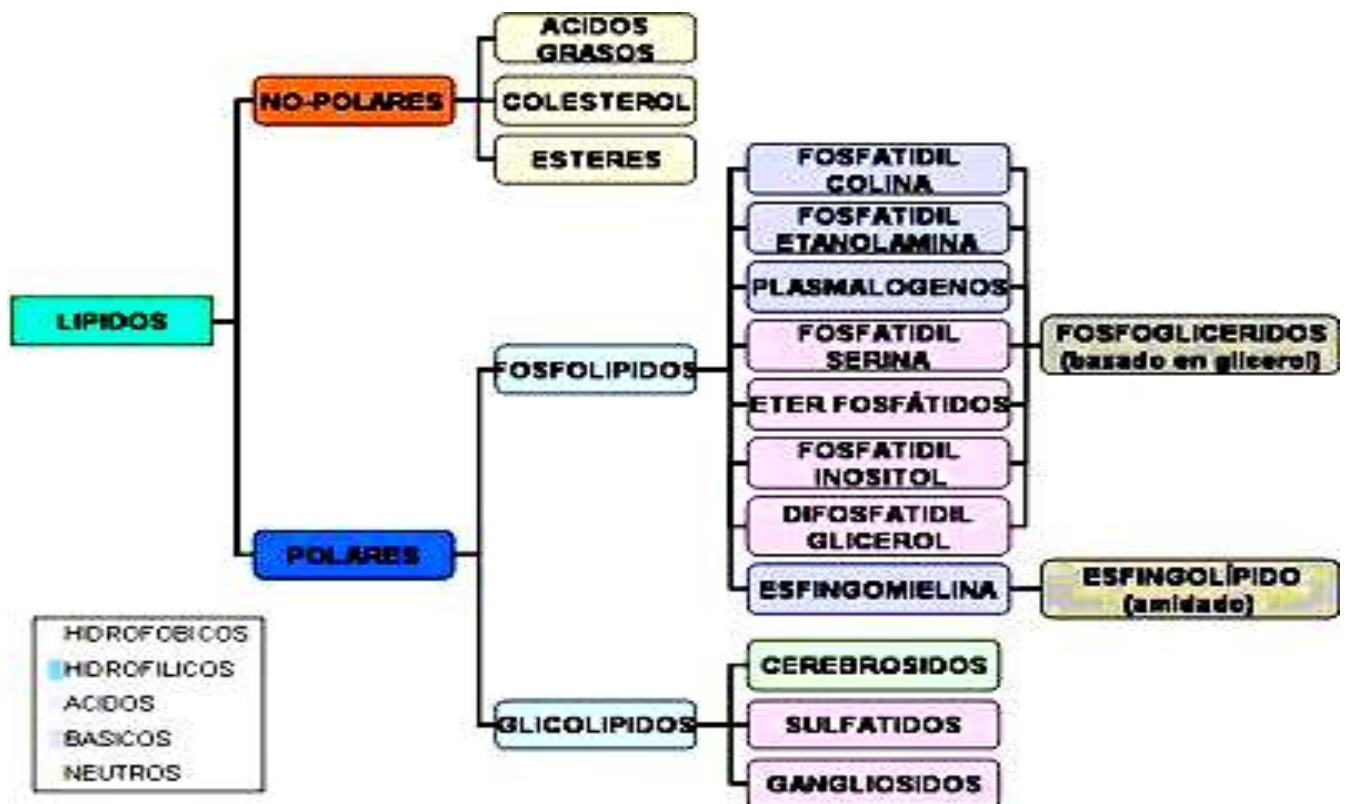 LIPIDOS
NO-POLARES
ACIDOS
GRASOS
COLESTEROL
ESTERES
POLARES
FOSFOLIPIDOS
FOSFATIDIL
COLINA
FOSFATIDIL
ETANOLAMINA
PLASMALOGENOS
FOSFATIDIL
SERINA
ETER FOSFÁTIDOS
FOSFATIDIL
INOSITOL
DIFOSFATIDIL
GLICEROL
ESFINGOMIELINA
FOSFOGLICERIDOS
(basado en glicerol)
ESFINGOLÍPIDO
(amidado)
GLICOLIPIDOS
CEREBROSIDOS
SULFATIDOS
GANGLIOSIDOS
HIDROFOBICOS
HIDROFILICOS
ACIDOS
BASICOS
NEUTROS